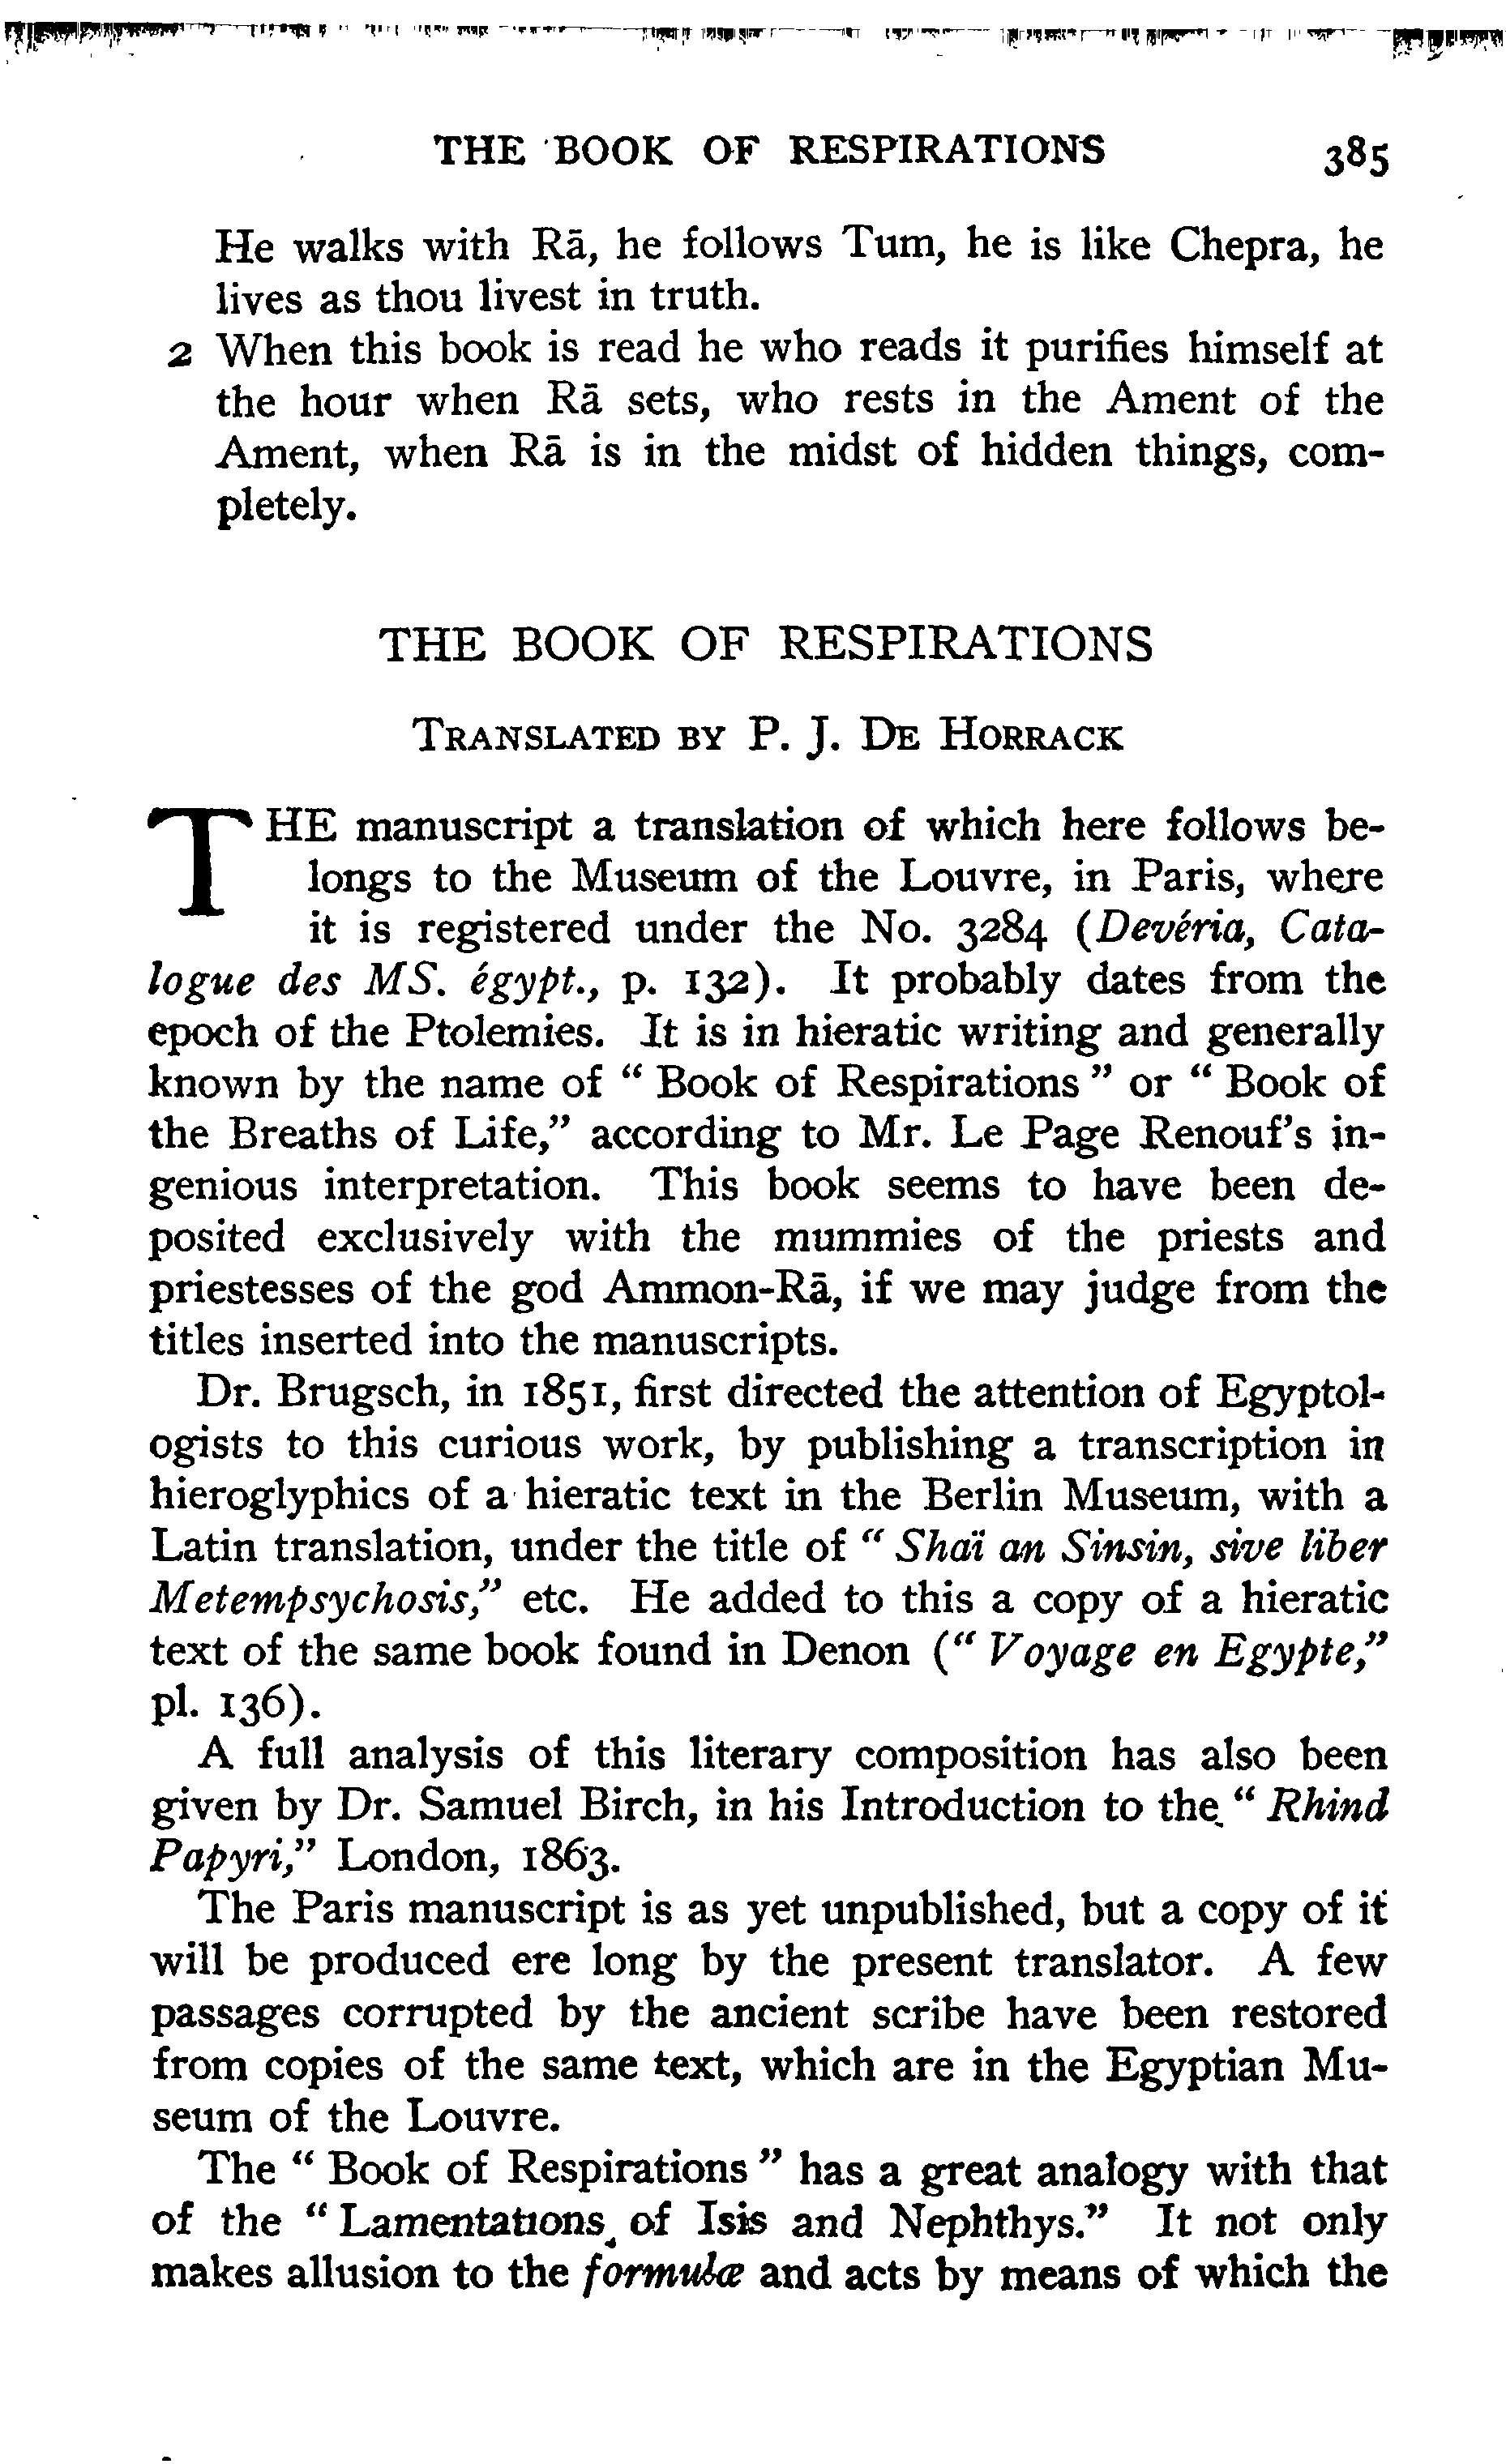 THE BOOK OF RESPIRATIONS 385
He walks with Rā, he follows Tum, he is like Chepra, he
lives as thou livest in truth.
2 When this book is read he who reads it purifies himself at
the hour when Rā sets, who rests in the Ament of the
Ament, when Rā is in the midst of hidden things, com-
pletely.
THE BOOK OF RESPIRATIONS
TRANSLATED BY P. J. DE HORRACK
THE manuscript a translation of which here follows be-
longs to the Museum of the Louvre, in Paris, where
it is registered under the No. 3284 (Devéria, Cata-
logue des MS. égypt., p. 132). It probably dates from the
epoch of the Ptolemies. It is in hieratic writing and generally
known by the name of “ Book of Respirations ” or “ Book of
the Breaths of Life,” according to Mr. Le Page Renouf’s in-
genious interpretation. This book seems to have been de-
posited exclusively with the mummies of the priests and
priestesses of the god Ammon-Rā, if we may judge from the
titles inserted into the manuscripts.
Dr. Brugsch, in 1851, first directed the attention of Egyptol-
ogists to this curious work, by publishing a transcription in
hieroglyphics of a hieratic text in the Berlin Museum, with a
Latin translation, under the title of “ Shaï an Sinsin, sive liber
Metempsychosis,” etc. He added to this a copy of a hieratic
text of the same book found in Denon (“ Voyage en Egypte,”
pl. 136).
A full analysis of this literary composition has also been
given by Dr. Samuel Birch, in his Introduction to the “ Rhind
Papyri,” London, 1863.
The Paris manuscript is as yet unpublished, but a copy of it
will be produced ere long by the present translator. A few
passages corrupted by the ancient scribe have been restored
from copies of the same text, which are in the Egyptian Mu-
seum of the Louvre.
The “ Book of Respirations ” has a great analogy with that
of the “ Lamentations of Isis and Nephthys.” It not only
makes allusion to the formulæ and acts by means of which the